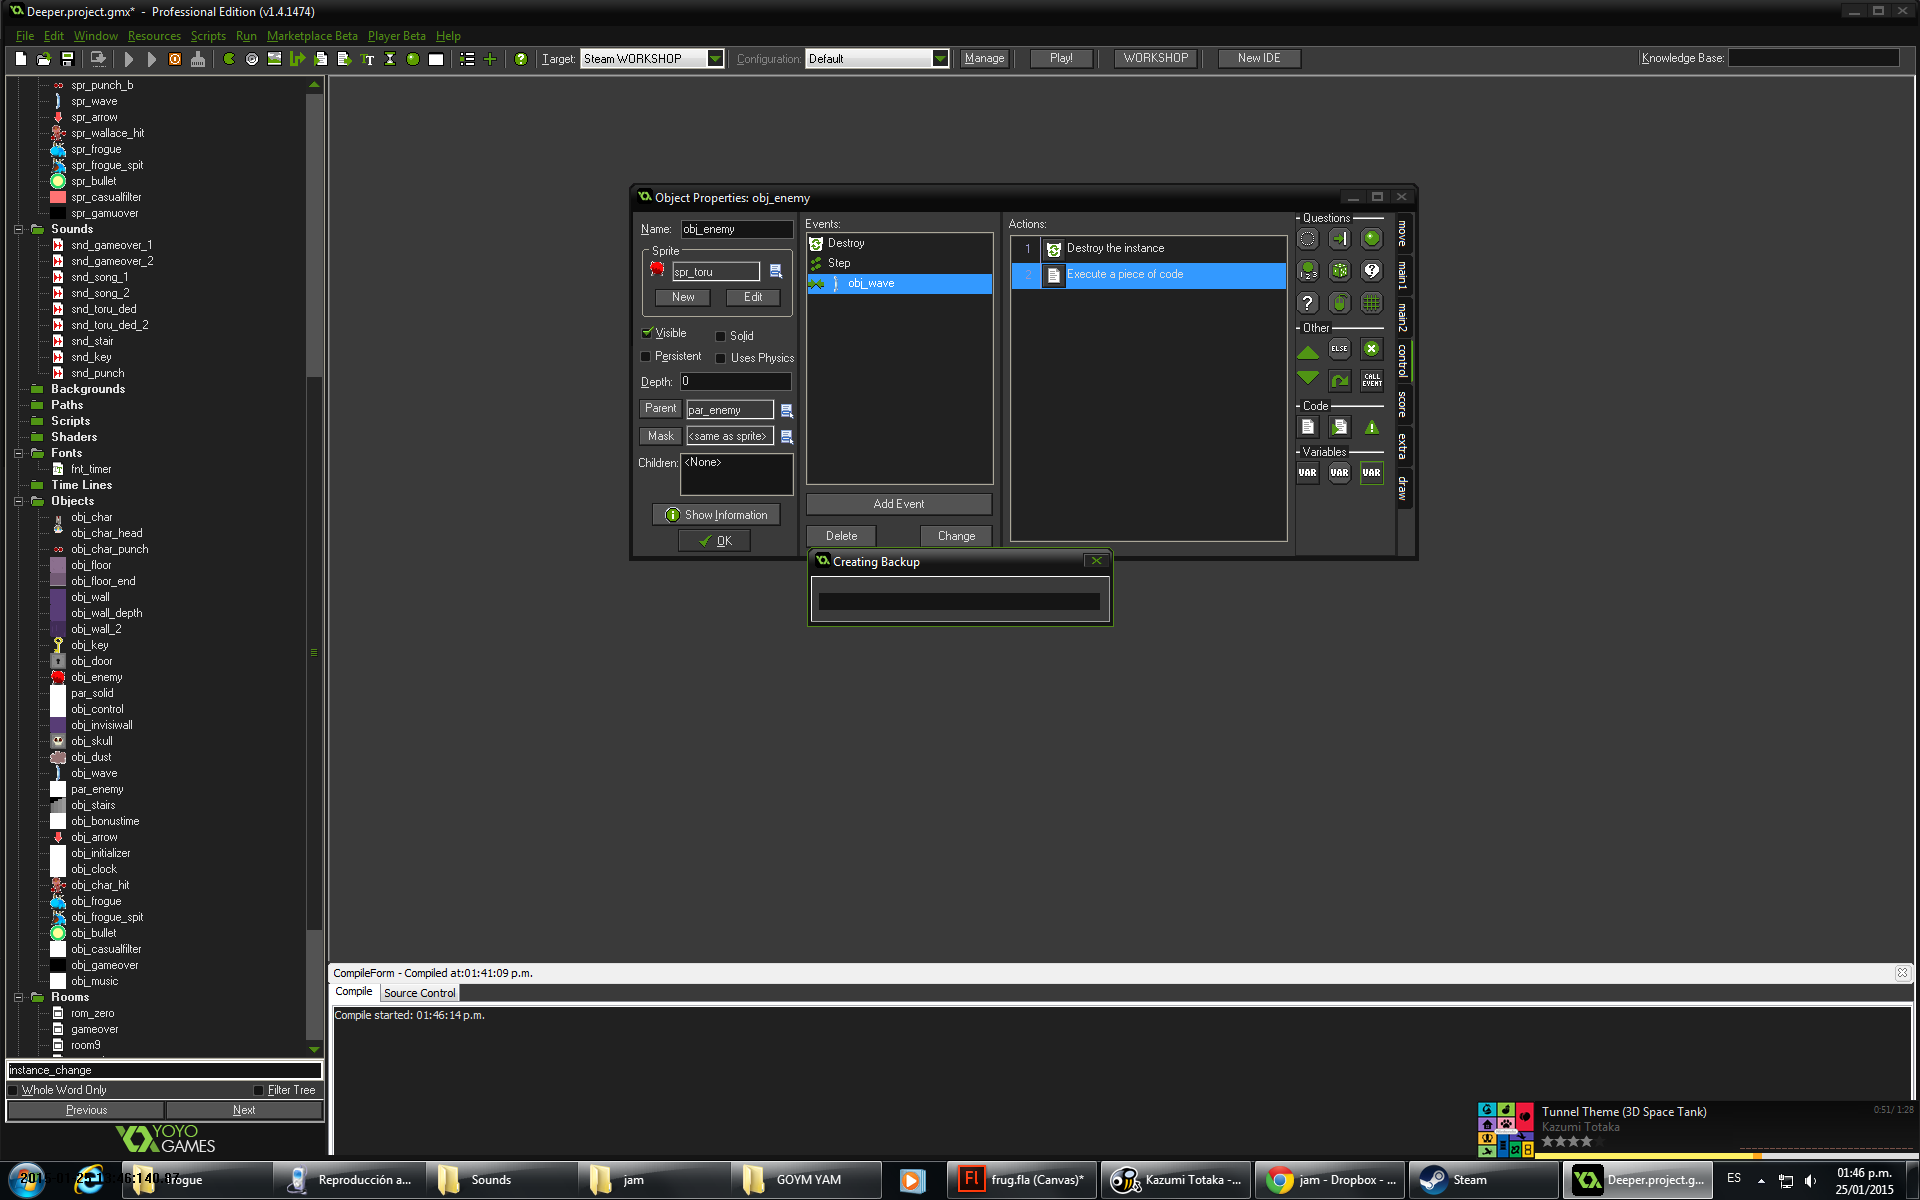 Deeper.project.gmx* - Professional Edition (v1.4.1474)
File Edit Window Resources Scripts Run Marketplace Beta Player Beta Help
Target: Steam WORKSHOP Configuration: Default Manage Play! WORKSHOP New IDE Knowledge Base:
spr_punch_b
spr_wave
spr_arrow
spr_wallace_hit
spr_frogue
spr_frogue_spit
spr_bullet
spr_casualfilter
spr_gamuover
Sounds
snd_gameover_1
snd_gameover_2
snd_song_1
snd_song_2
snd_toru_ded
snd_toru_ded_2
snd_stair
snd_key
snd_punch
Backgrounds
Paths
Scripts
Shaders
Fonts
fnt_timer
Time Lines
Objects
obj_char
obj_char_head
obj_char_punch
obj_floor
obj_floor_end
obj_wall
obj_wall_depth
obj_wall_2
obj_key
obj_door
obj_enemy
par_solid
obj_control
obj_invisiwall
obj_skull
obj_dust
obj_wave
par_enemy
obj_stairs
obj_bonustime
obj_arrow
obj_initializer
obj_clock
obj_char_hit
obj_frogue
obj_frogue_spit
obj_bullet
obj_casualfilter
obj_gameover
obj_music
Rooms
rom_zero
gameover
room9
instance_change
Whole Word Only Filter Tree
Previous Next
YOYO
GAMES
Object Properties: obj_enemy
Name: obj_enemy
Sprite
spr_toru
New Edit
Visible Solid
Persistent Uses Physics
Depth: 0
Parent par_enemy
Mask <same as sprite>
Children: <None>
Show Information
OK
Events:
Destroy
Step
obj_wave
Add Event
Delete Change
Actions:
1 Destroy the instance
2 Execute a piece of code
Questions
Other
ELSE
CALL
EVENT
Code
Variables
VAR VAR VAR
move
main1
main2
control
score
extra
draw
Creating Backup
CompileForm - Compiled at:01:41:09 p.m.
Compile Source Control
Compile started: 01:46:14 p.m.
Tunnel Theme (3D Space Tank) 0:51/ 1:28
Kazumi Totaka
Reproducción a...
Sounds
jam
GOYM YAM
Fl frug.fla (Canvas)*
Kazumi Totaka -...
jam - Dropbox - ...
Steam
Deeper.project.g...
ES
01:46 p.m.
25/01/2015